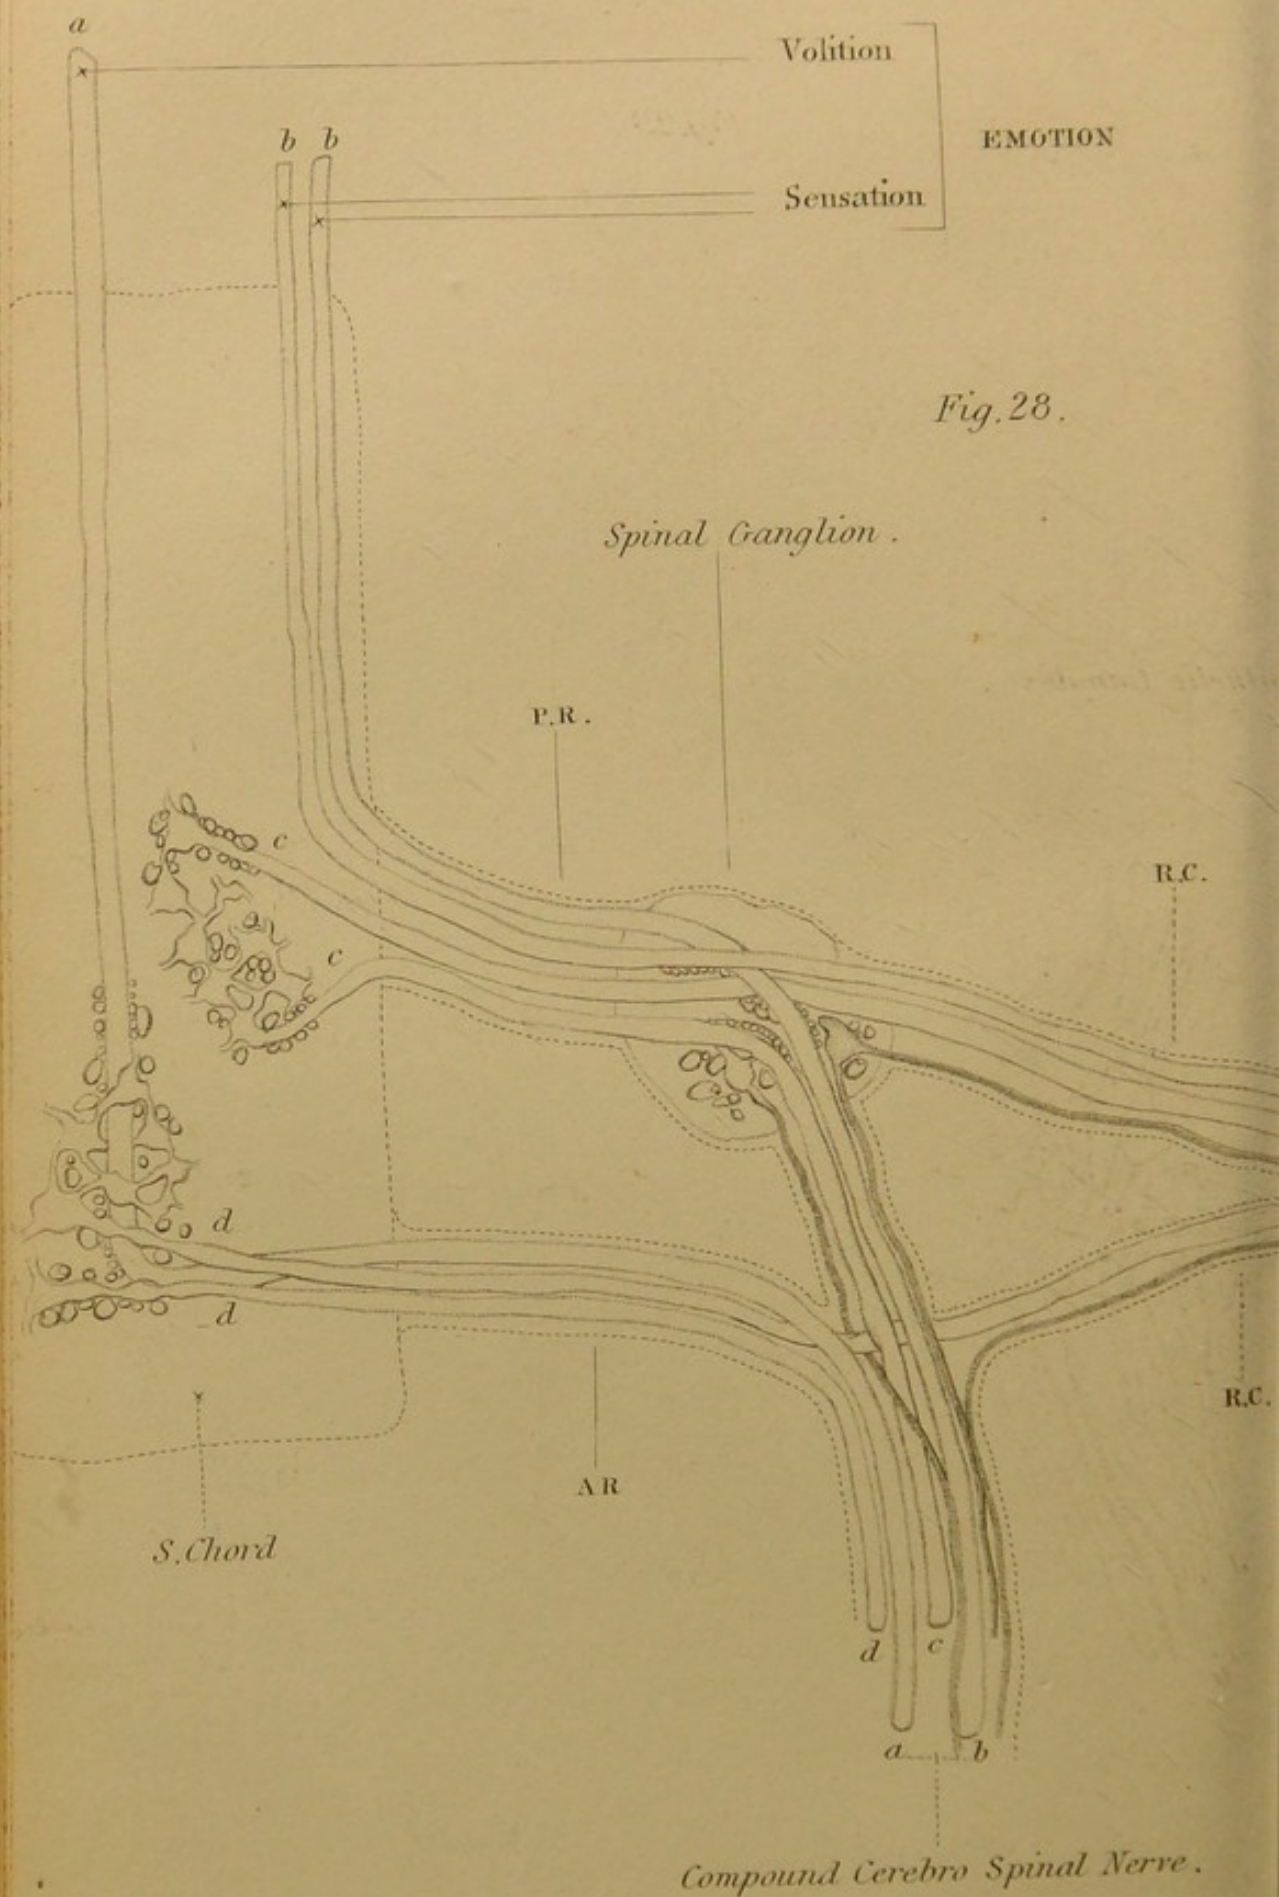 a
Volition
b b
EMOTION
Sensation
Fig. 28.
Spinal Ganglion.
P.R.
c
R.C.
c
d
d
R.C.
A R
S. Chord
d c
a b
Compound Cerebro Spinal Nerve.